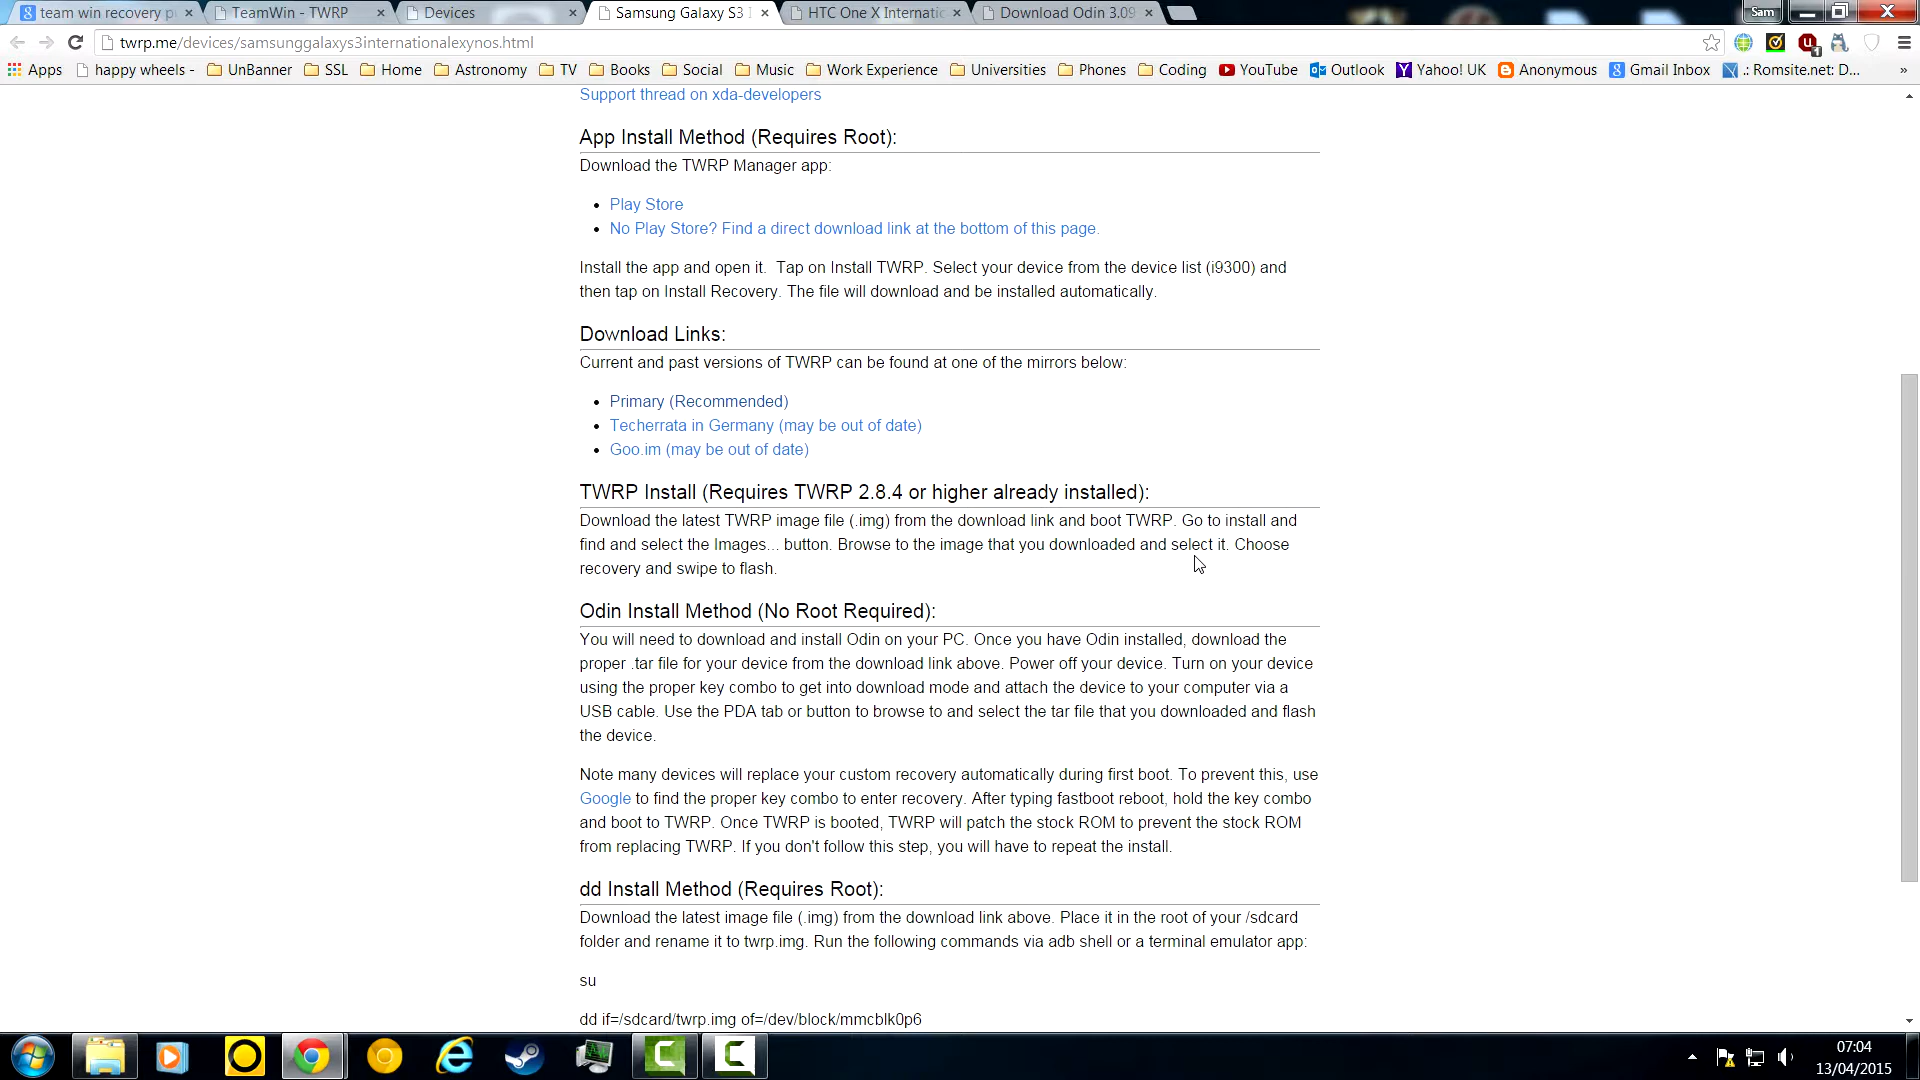 team win recovery p
TeamWin - TWRP
Devices
Samsung Galaxy S3 I
HTC One X Internatic
Download Odin 3.09
Sam
twrp.me/devices/samsunggalaxys3internationalexynos.html
Apps
happy wheels -
UnBanner
SSL
Home
Astronomy
TV
Books
Social
Music
Work Experience
Universities
Phones
Coding
YouTube
Outlook
Yahoo! UK
Anonymous
Gmail Inbox
.: Romsite.net: D...
»
Support thread on xda-developers
App Install Method (Requires Root):
Download the TWRP Manager app:
Play Store
No Play Store? Find a direct download link at the bottom of this page.
Install the app and open it. Tap on Install TWRP. Select your device from the device list (i9300) and
then tap on Install Recovery. The file will download and be installed automatically.
Download Links:
Current and past versions of TWRP can be found at one of the mirrors below:
Primary (Recommended)
Techerrata in Germany (may be out of date)
Goo.im (may be out of date)
TWRP Install (Requires TWRP 2.8.4 or higher already installed):
Download the latest TWRP image file (.img) from the download link and boot TWRP. Go to install and
find and select the Images... button. Browse to the image that you downloaded and select it. Choose
recovery and swipe to flash.
Odin Install Method (No Root Required):
You will need to download and install Odin on your PC. Once you have Odin installed, download the
proper .tar file for your device from the download link above. Power off your device. Turn on your device
using the proper key combo to get into download mode and attach the device to your computer via a
USB cable. Use the PDA tab or button to browse to and select the tar file that you downloaded and flash
the device.
Note many devices will replace your custom recovery automatically during first boot. To prevent this, use
Google to find the proper key combo to enter recovery. After typing fastboot reboot, hold the key combo
and boot to TWRP. Once TWRP is booted, TWRP will patch the stock ROM to prevent the stock ROM
from replacing TWRP. If you don't follow this step, you will have to repeat the install.
dd Install Method (Requires Root):
Download the latest image file (.img) from the download link above. Place it in the root of your /sdcard
folder and rename it to twrp.img. Run the following commands via adb shell or a terminal emulator app:
su
dd if=/sdcard/twrp.img of=/dev/block/mmcblk0p6
07:04
13/04/2015